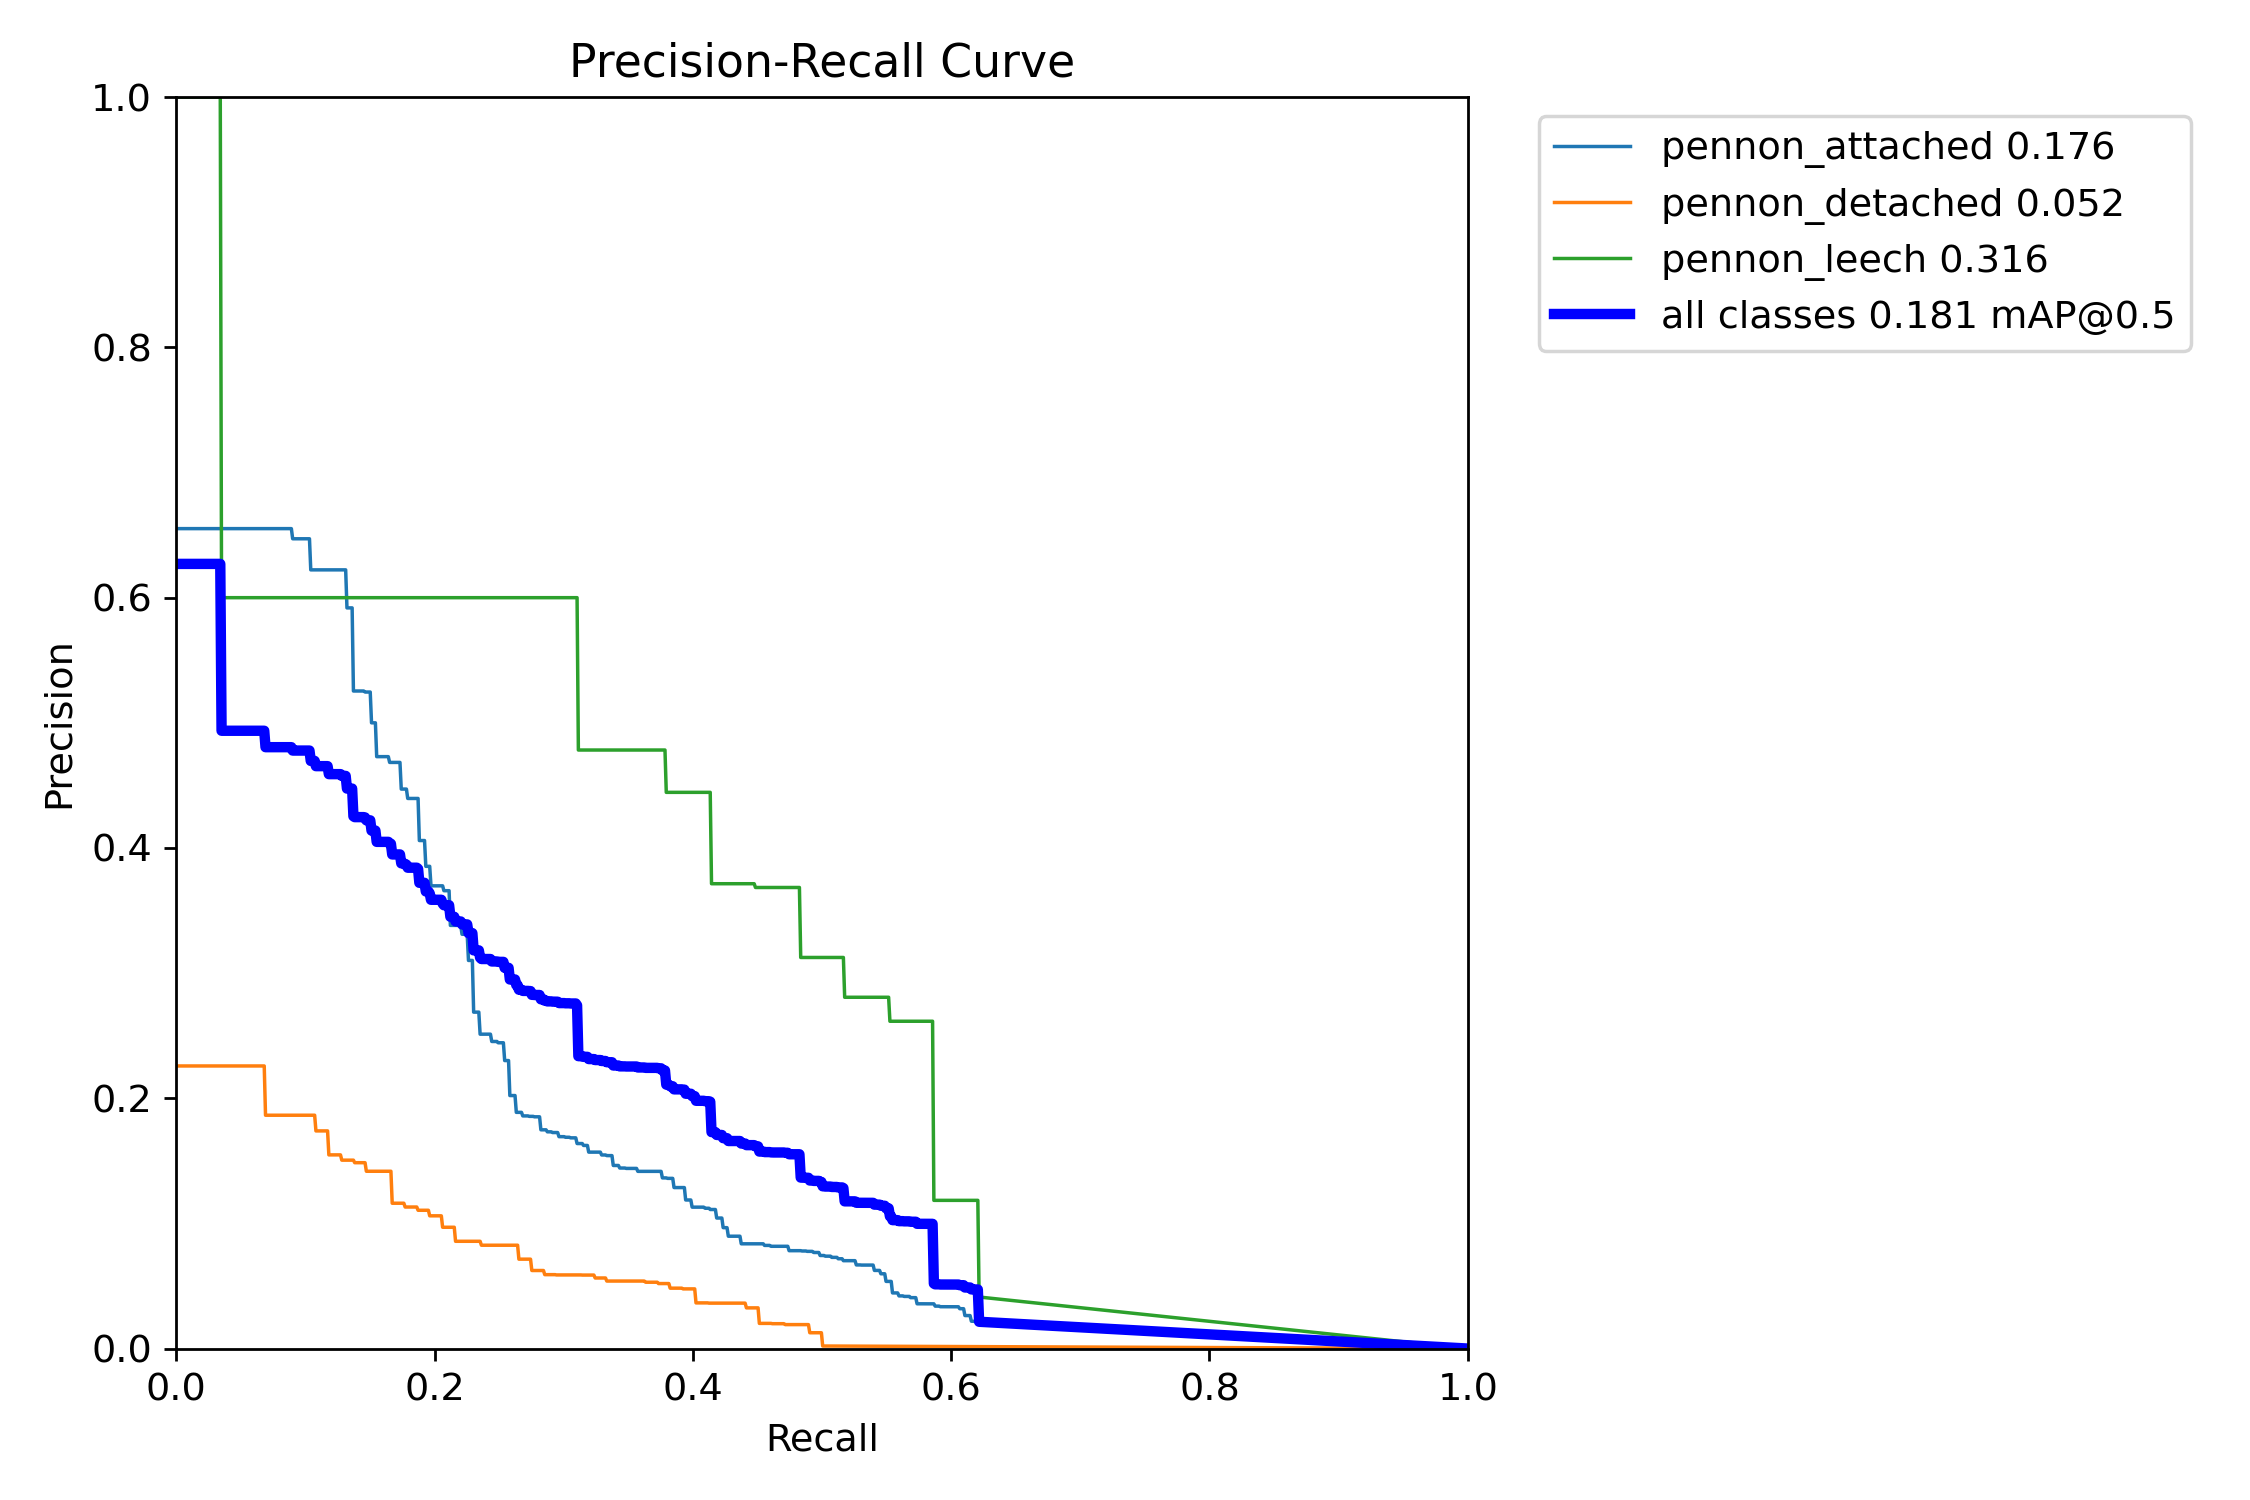 Precision-Recall Curve
1.0
0.8
0.6
0.4
0.2
0.0
Precision
0.0 0.2 0.4 0.6 0.8 1.0
Recall
pennon_attached 0.176
pennon_detached 0.052
pennon_leech 0.316
all classes 0.181 mAP@0.5